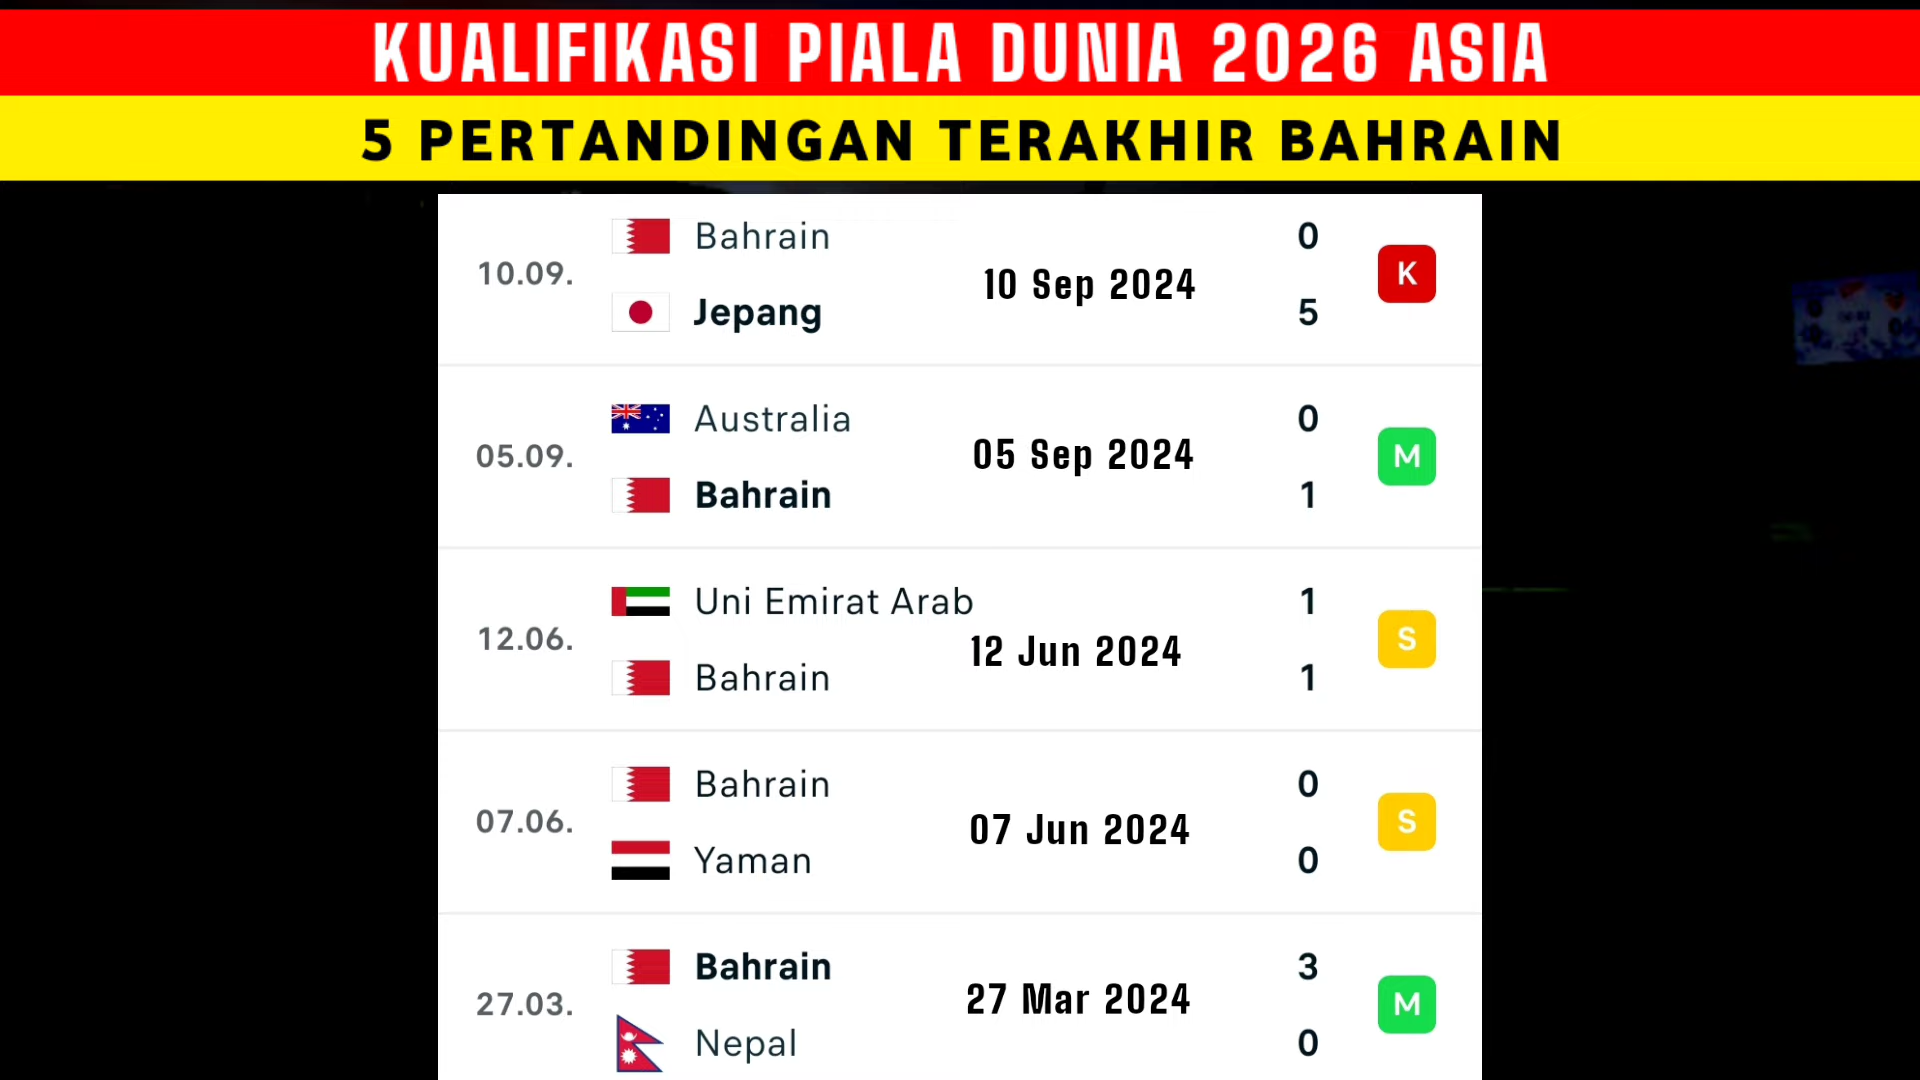 KUALIFIKASI PIALA DUNIA 2026 ASIA
5 PERTANDINGAN TERAKHIR BAHRAIN
10.09. Bahrain 0
Jepang 5
10 Sep 2024 K
05.09. Australia 0
Bahrain 1
05 Sep 2024 M
12.06. Uni Emirat Arab 1
Bahrain 1
12 Jun 2024 S
07.06. Bahrain 0
Yaman 0
07 Jun 2024 S
27.03. Bahrain 3
Nepal 0
27 Mar 2024 M